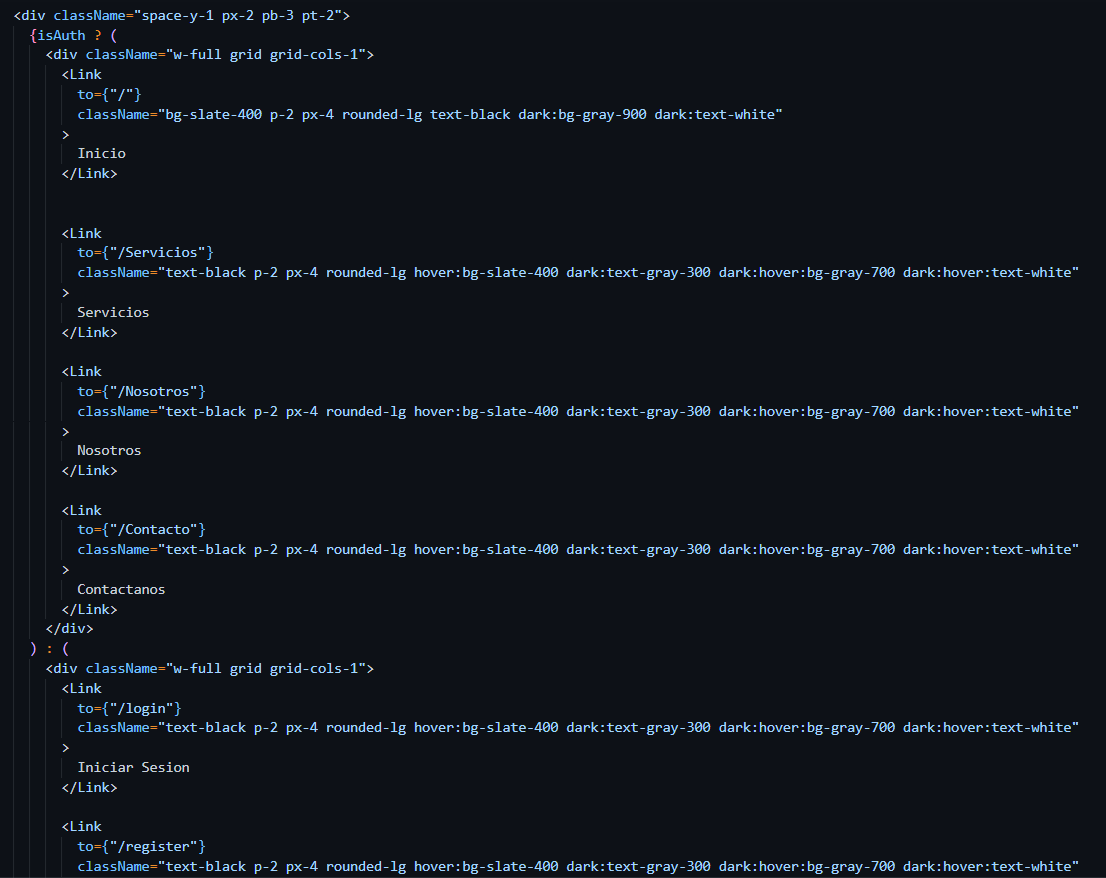 <div className="space-y-1 px-2 pb-3 pt-2">
{isAuth ? (
<div className="w-full grid grid-cols-1">
<Link
to={"/"}
className="bg-slate-400 p-2 px-4 rounded-lg text-black dark:bg-gray-900 dark:text-white"
>
Inicio
</Link>
<Link
to={"/Servicios"}
className="text-black p-2 px-4 rounded-lg hover:bg-slate-400 dark:text-gray-300 dark:hover:bg-gray-700 dark:hover:text-white"
>
Servicios
</Link>
<Link
to={"/Nosotros"}
className="text-black p-2 px-4 rounded-lg hover:bg-slate-400 dark:text-gray-300 dark:hover:bg-gray-700 dark:hover:text-white"
>
Nosotros
</Link>
<Link
to={"/Contacto"}
className="text-black p-2 px-4 rounded-lg hover:bg-slate-400 dark:text-gray-300 dark:hover:bg-gray-700 dark:hover:text-white"
>
Contactanos
</Link>
</div>
) : (
<div className="w-full grid grid-cols-1">
<Link
to={"/login"}
className="text-black p-2 px-4 rounded-lg hover:bg-slate-400 dark:text-gray-300 dark:hover:bg-gray-700 dark:hover:text-white"
>
Iniciar Sesion
</Link>
<Link
to={"/register"}
className="text-black p-2 px-4 rounded-lg hover:bg-slate-400 dark:text-gray-300 dark:hover:bg-gray-700 dark:hover:text-white"